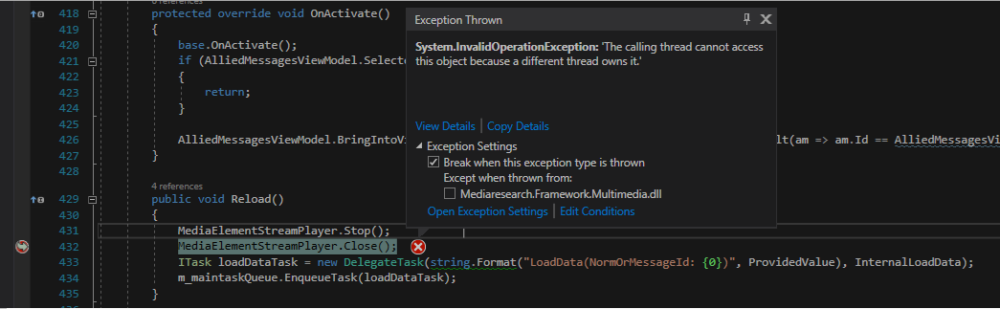 418 protected override void OnActivate()
419 {
420 base.OnActivate();
421 if (AlliedMessagesViewModel.Selecte
422 {
423 return;
424 }
425
426 AlliedMessagesViewModel.BringIntoVi
lt(am => am.Id == AlliedMessagesVie
427 }
428
Exception Thrown
System.InvalidOperationException: 'The calling thread cannot access
this object because a different thread owns it.'
View Details | Copy Details
Exception Settings
Break when this exception type is thrown
Except when thrown from:
Mediaresearch.Framework.Multimedia.dll
Open Exception Settings | Edit Conditions
4 references
429 public void Reload()
430 {
431 MediaElementStreamPlayer.Stop();
432 MediaElementStreamPlayer.Close();
433 ITask loadDataTask = new DelegateTask(string.Format("LoadData(NormOrMessageId: {0})", ProvidedValue), InternalLoadData);
434 m_maintaskQueue.EnqueueTask(loadDataTask);
435 }